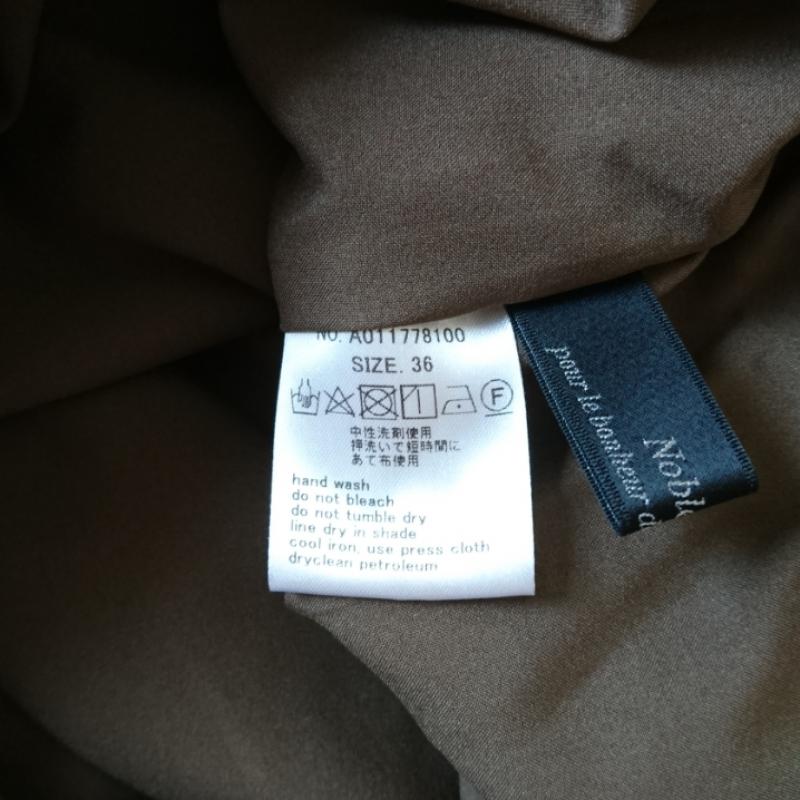 NO. A011778100
SIZE. 36
F
中性洗剤使用
押洗いで短時間に
あて布使用
hand wash
do not bleach
do not tumble dry
line dry in shade
cool iron, use press cloth
dryclean petroleum
pour le bonheur